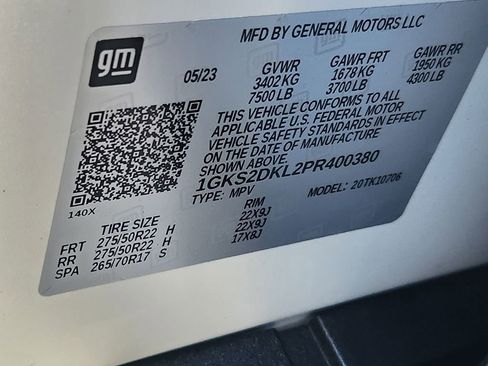 gm
MFD BY GENERAL MOTORS LLC
05/23 GVWR GAWR FRT GAWR RR
3402 KG 1678 KG 1950 KG
7500 LB 3700 LB 4300 LB
THIS VEHICLE CONFORMS TO ALL
APPLICABLE U.S. FEDERAL MOTOR
VEHICLE SAFETY STANDARDS IN EFFECT
ON THE DATE OF MANUFACTURE
SHOWN ABOVE.
1GKS2DKL2PR400380
TYPE: MPV MODEL: 20TK10706
140X
TIRE SIZE RIM
FRT 275/50R22 H 22X9J
RR 275/50R22 H 22X9J
SPA 265/70R17 S 17X8J